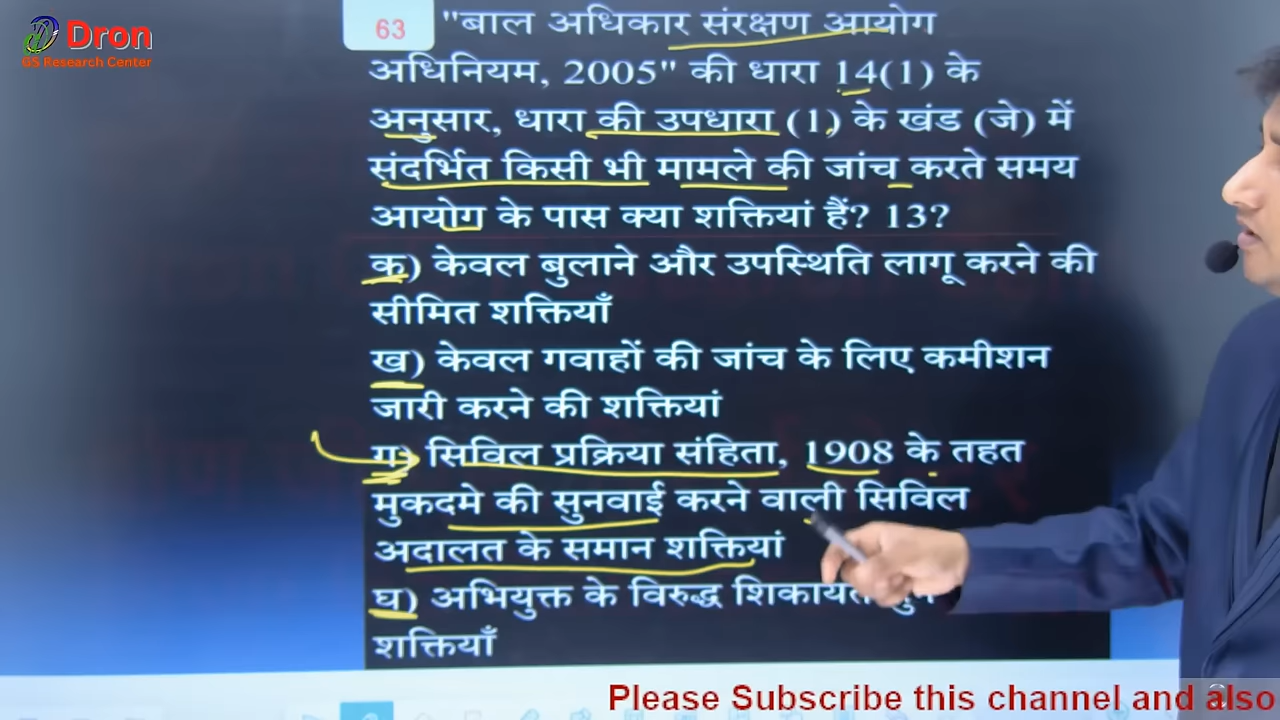 Dron
GS Research Center
63
"बाल अधिकार संरक्षण आयोग
अधिनियम, 2005" की धारा 14(1) के
अनुसार, धारा की उपधारा (1) के खंड (जे) में
संदर्भित किसी भी मामले की जांच करते समय
आयोग के पास क्या शक्तियां हैं? 13?
क) केवल बुलाने और उपस्थिति लागू करने की
सीमित शक्तियाँ
ख) केवल गवाहों की जांच के लिए कमीशन
जारी करने की शक्तियां
ग) सिविल प्रक्रिया संहिता, 1908 के तहत
मुकदमे की सुनवाई करने वाली सिविल
अदालत के समान शक्तियां
घ) अभियुक्त के विरुद्ध शिकायत
शक्तियाँ
Please Subscribe this channel and also